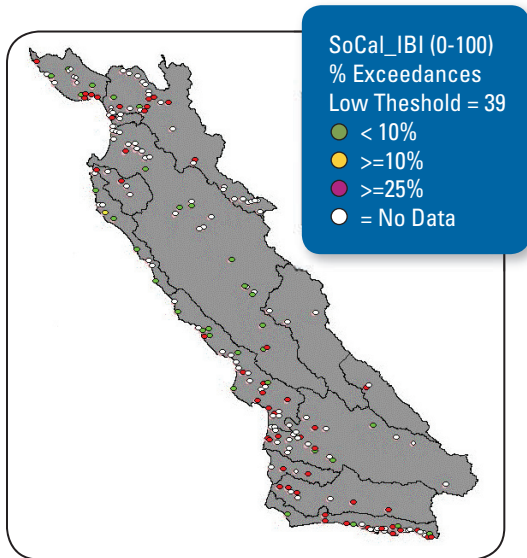 SoCal_IBI (0-100)
% Exceedances
Low Theshold = 39
< 10%
>=10%
>=25%
= No Data